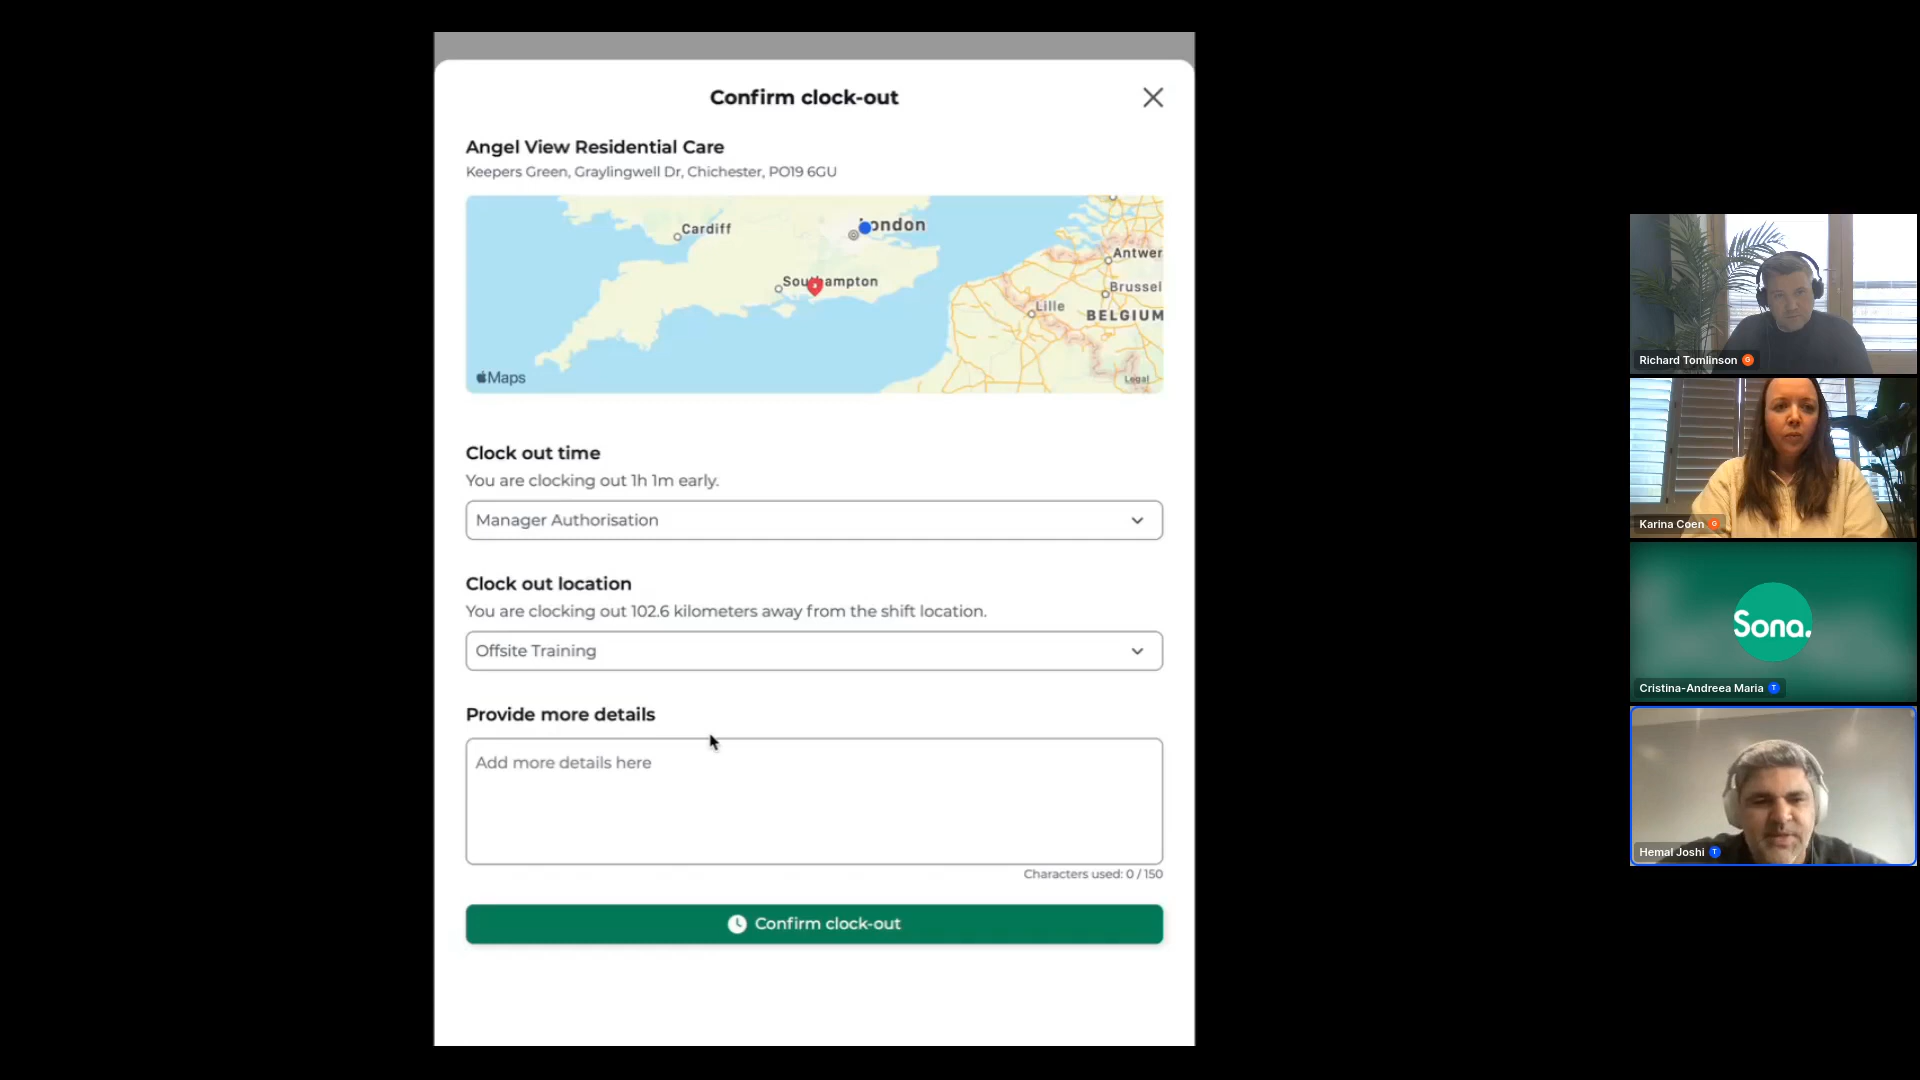 Confirm clock-out
Angel View Residential Care
Keepers Green, Graylingwell Dr, Chichester, PO19 6GU
Cardiff
London
Antwer
Southampton
Brussel
Lille
BELGIUM
Maps
Legal
Clock out time
You are clocking out 1h 1m early.
Manager Authorisation
Clock out location
You are clocking out 102.6 kilometers away from the shift location.
Offsite Training
Provide more details
Add more details here
Characters used: 0 / 150
Confirm clock-out
Richard Tomlinson G
Karina Coen G
Sona.
Cristina-Andreea Maria T
Hemal Joshi T